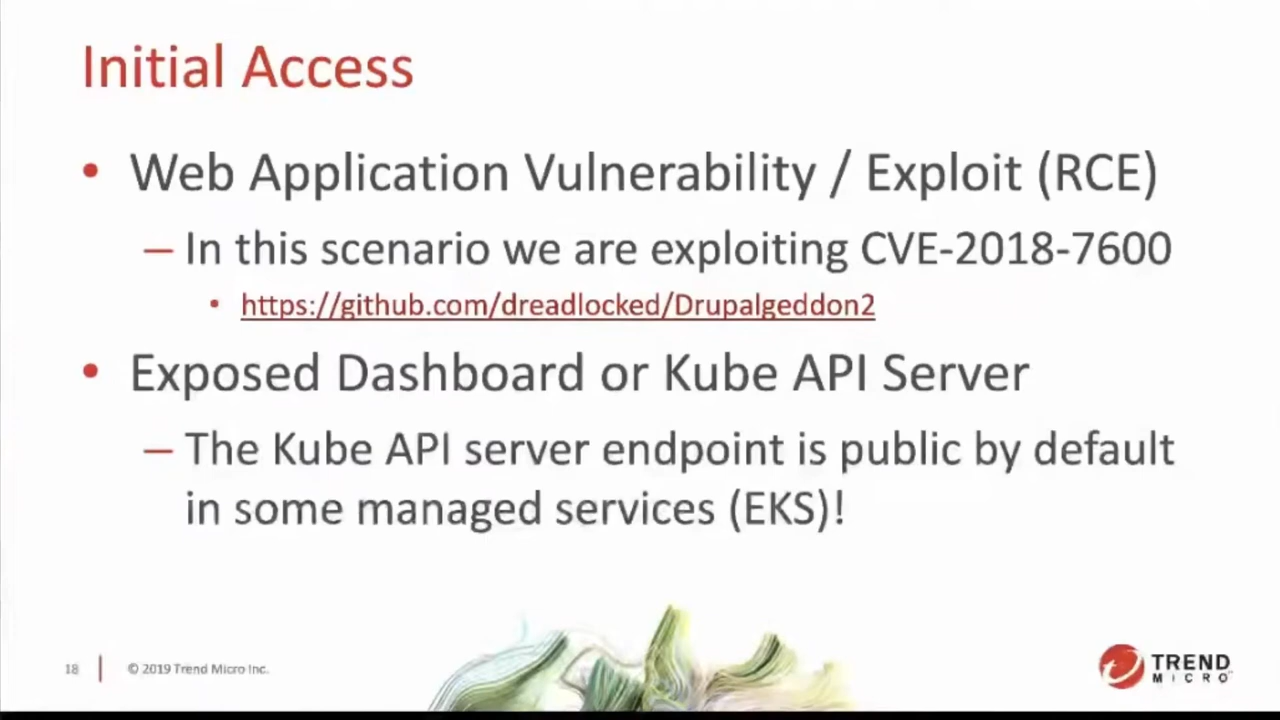 Initial Access
• Web Application Vulnerability / Exploit (RCE)
– In this scenario we are exploiting CVE-2018-7600
• https://github.com/dreadlocked/Drupalgeddon2
• Exposed Dashboard or Kube API Server
– The Kube API server endpoint is public by default
in some managed services (EKS)!
18
© 2019 Trend Micro Inc.
TREND
MICRO